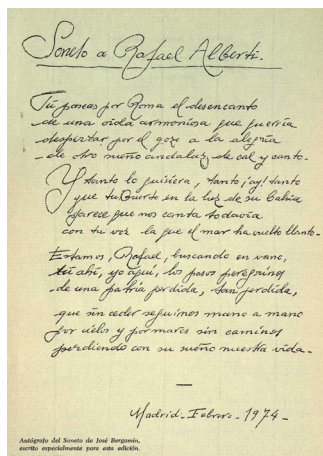 Soneto a Rafael Alberti.
Tú paseas por Roma el desencanto
de una vida armoniosa que querría
despertar por el gozo a la alegría
de otro sueño andaluz, de cal y canto.
Y tanto lo quisiera, tanto ¡ay! tanto
que tu Puerto en la luz de su bahía
parece que nos canta todavía
con tu voz la que el mar ha vuelto llanto.
Estamos, Rafael, buscando en vano,
tú ahí, yo aquí, los pasos peregrinos
de una patria perdida, tan perdida,
que sin ceder seguimos mano a mano
por cielos y por mares sin caminos
perdiendo con su sueño nuestra vida.
—
Madrid. Febrero. 1974.
Autógrafo del Soneto de José Bergamín,
escrito especialmente para esta edición.